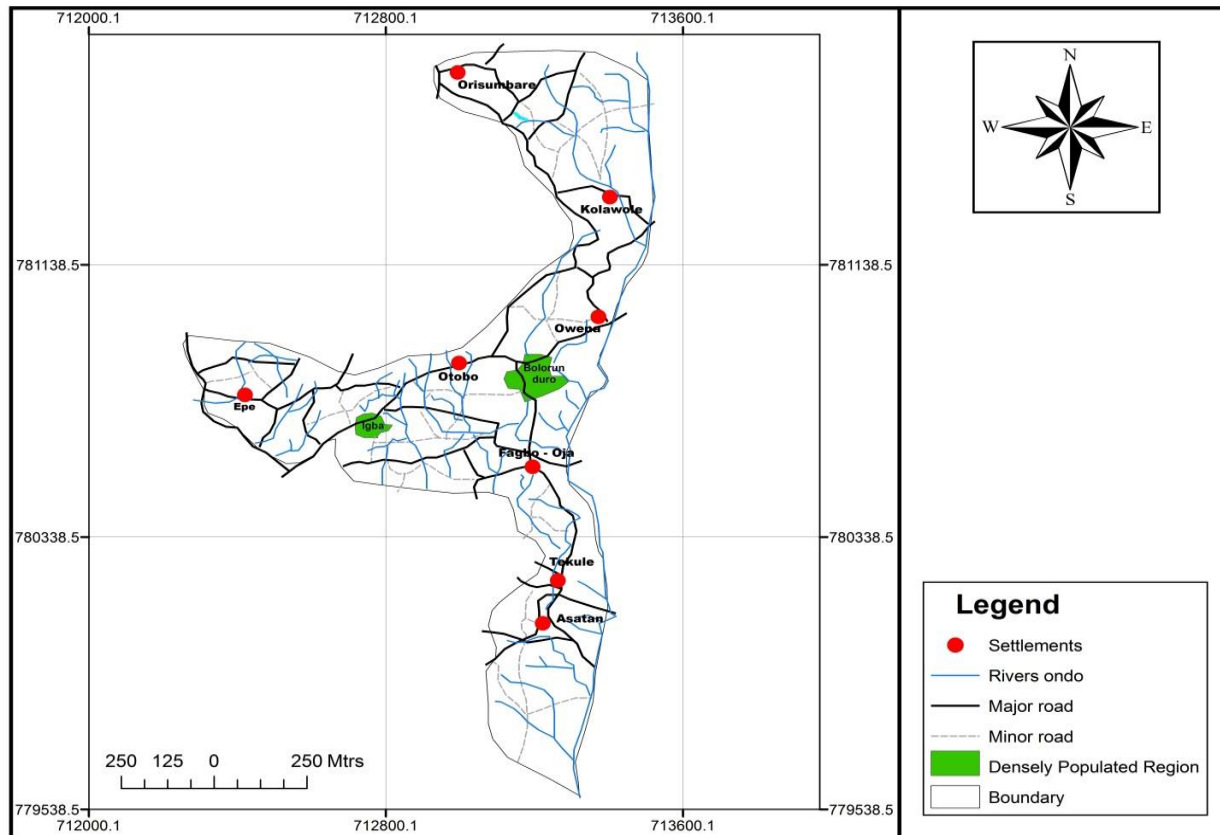 712000.1 712800.1 713600.1
Orisumbare
Kolawole
781138.5 781138.5
Owena
Bolorun
duro
Otobo
Epe
Igba
Fagbo - Oja
780338.5 780338.5
Tekule
Asatan
250 125 0 250 Mtrs
779538.5 779538.5
712000.1 712800.1 713600.1
N
W E
S
Legend
Settlements
Rivers ondo
Major road
Minor road
Densely Populated Region
Boundary